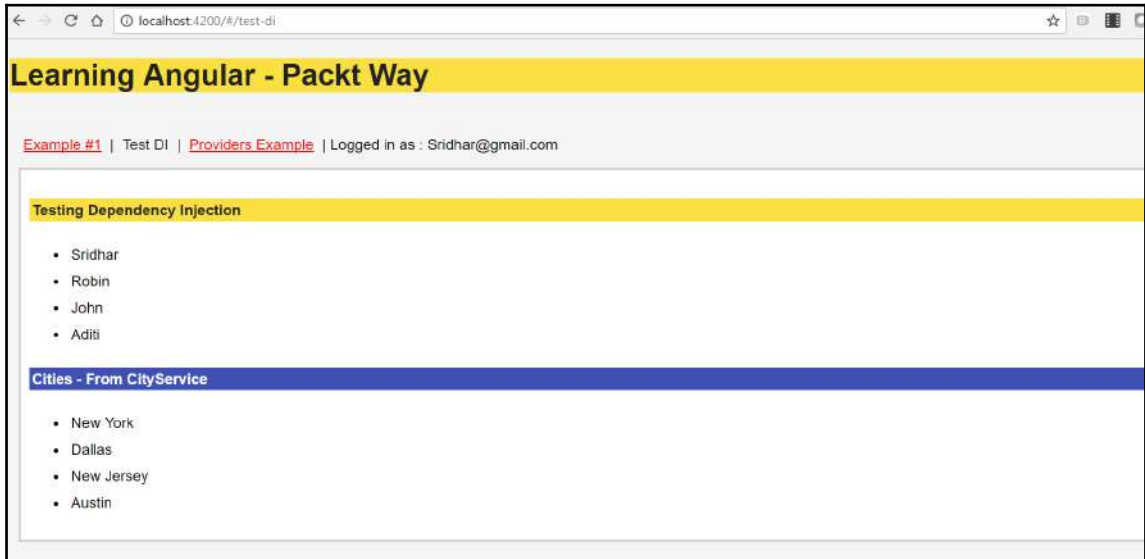 localhost:4200/#/test-di
Learning Angular - Packt Way
Example #1 | Test DI | Providers Example | Logged in as : Sridhar@gmail.com
Testing Dependency Injection
• Sridhar
• Robin
• John
• Aditi
Cities - From CityService
• New York
• Dallas
• New Jersey
• Austin